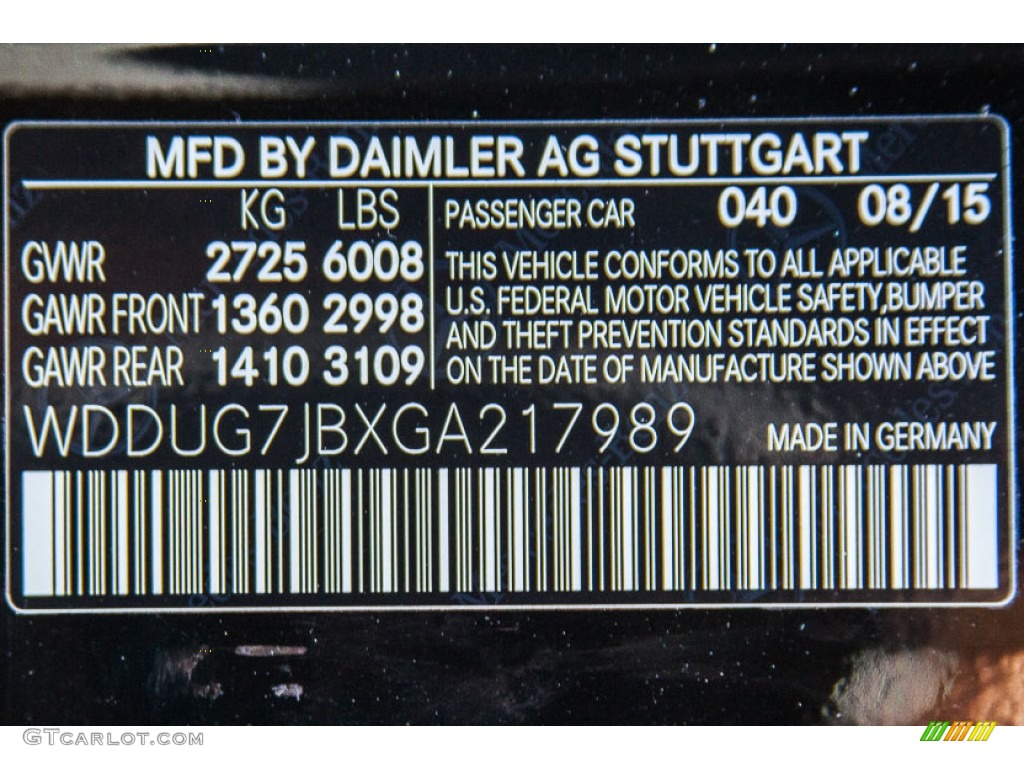 MFD BY DAIMLER AG STUTTGART
KG LBS
GVWR 2725 6008
GAWR FRONT 1360 2998
GAWR REAR 1410 3109
PASSENGER CAR 040 08/15
THIS VEHICLE CONFORMS TO ALL APPLICABLE
U.S. FEDERAL MOTOR VEHICLE SAFETY,BUMPER
AND THEFT PREVENTION STANDARDS IN EFFECT
ON THE DATE OF MANUFACTURE SHOWN ABOVE
WDDUG7JBXGA217989
MADE IN GERMANY
GTCARLOT.COM